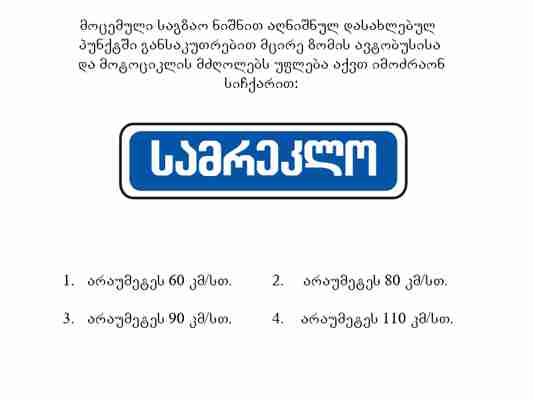 მოცემული საგზაო ნიშნით აღნიშნულ დასახლებულ
პუნქტში განსაკუთრებით მცირე ზომის ავტობუსისა
და მოტოციკლის მძღოლებს უფლება აქვთ იმოძრაონ
სიჩქარით:
სამრეკლო
1. არაუმეტეს 60 კმ/სთ. 2. არაუმეტეს 80 კმ/სთ.
3. არაუმეტეს 90 კმ/სთ. 4. არაუმეტეს 110 კმ/სთ.